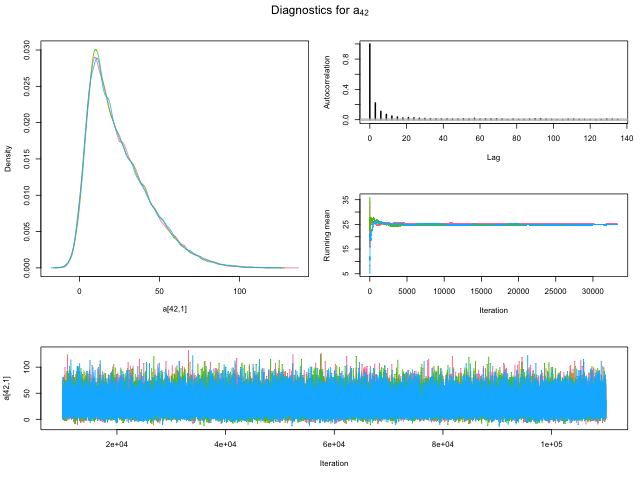 Diagnostics for a42
Density
0.000
0.005
0.010
0.015
0.020
0.025
0.030
0
50
100
a[42,1]
Autocorrelation
0.0
0.4
0.8
0
20
40
60
80
100
120
140
Lag
Running mean
5
15
25
35
0
5000
10000
15000
20000
25000
30000
Iteration
a[42,1]
0
50
100
2e+04
4e+04
6e+04
8e+04
1e+05
Iteration